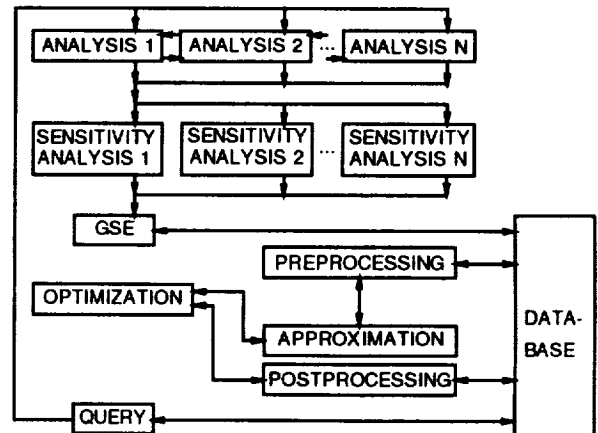 ANALYSIS 1 ANALYSIS 2 ... ANALYSIS N
SENSITIVITY ANALYSIS 1
SENSITIVITY ANALYSIS 2 ...
SENSITIVITY ANALYSIS N
GSE
PREPROCESSING
OPTIMIZATION
APPROXIMATION
POSTPROCESSING
QUERY
DATA-
BASE